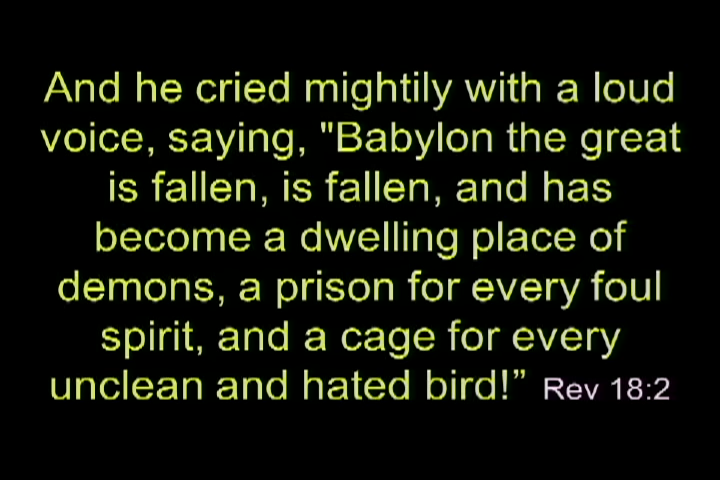 And he cried mightily with a loud
voice, saying, "Babylon the great
is fallen, is fallen, and has
become a dwelling place of
demons, a prison for every foul
spirit, and a cage for every
unclean and hated bird!” Rev 18:2